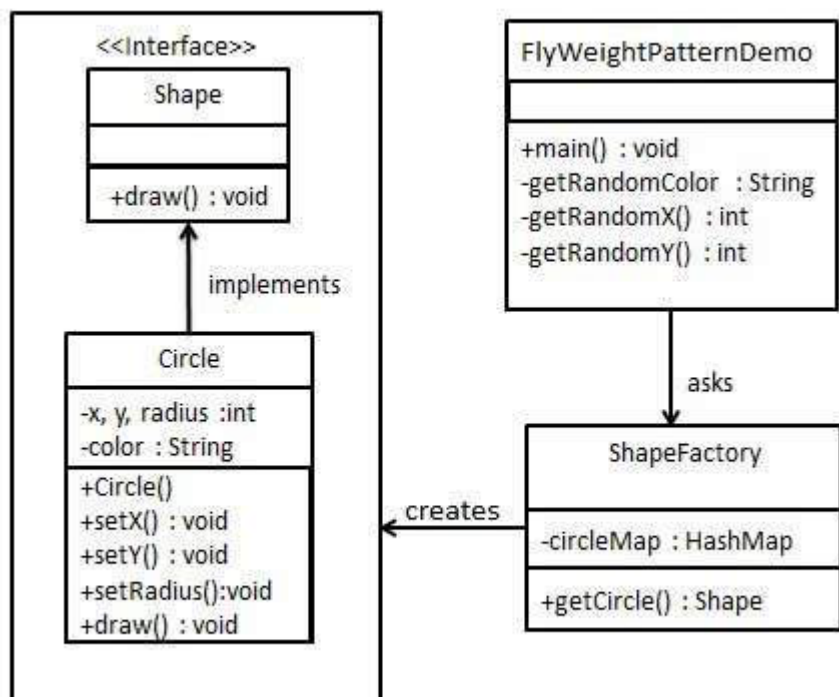 <<Interface>>
Shape
+draw() : void
implements
Circle
-x, y, radius :int
-color : String
+Circle()
+setX() : void
+setY() : void
+setRadius():void
+draw() : void
FlyWeightPatternDemo
+main() : void
-getRandomColor : String
-getRandomX() : int
-getRandomY() : int
asks
ShapeFactory
-circleMap : HashMap
+getCircle() : Shape
creates